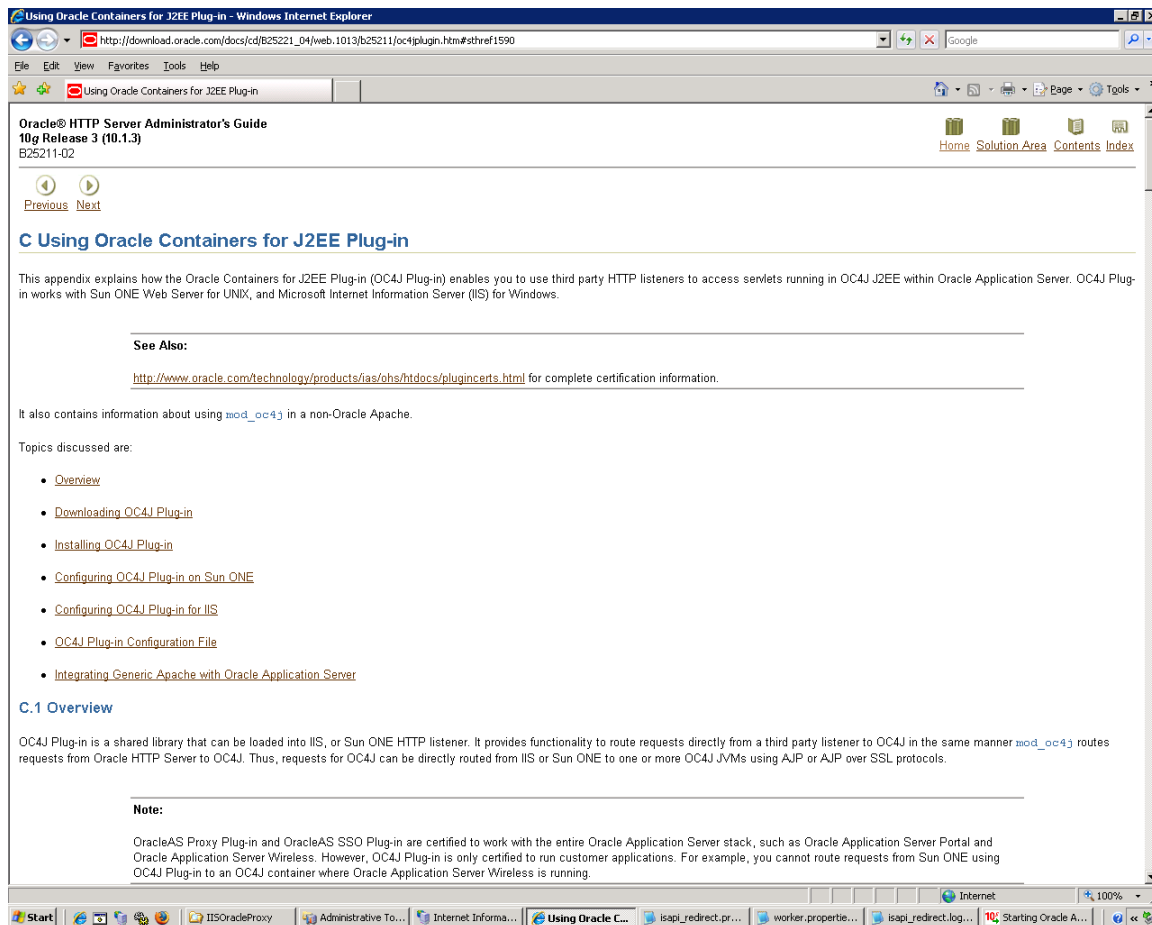 Using Oracle Containers for J2EE Plug-in - Windows Internet Explorer
http://download.oracle.com/docs/cd/B25221_04/web.1013/b25211/oc4jplugin.htm#sthref1590
Google
File Edit View Favorites Tools Help
Using Oracle Containers for J2EE Plug-in
Page Tools
Oracle® HTTP Server Administrator's Guide
10g Release 3 (10.1.3)
B25211-02
Home Solution Area Contents Index
Previous Next
C Using Oracle Containers for J2EE Plug-in
This appendix explains how the Oracle Containers for J2EE Plug-in (OC4J Plug-in) enables you to use third party HTTP listeners to access servlets running in OC4J J2EE within Oracle Application Server. OC4J Plug-
in works with Sun ONE Web Server for UNIX, and Microsoft Internet Information Server (IIS) for Windows.
See Also:
http://www.oracle.com/technology/products/ias/ohs/htdocs/plugincerts.html for complete certification information.
It also contains information about using mod_oc4j in a non-Oracle Apache.
Topics discussed are:
• Overview
• Downloading OC4J Plug-in
• Installing OC4J Plug-in
• Configuring OC4J Plug-in on Sun ONE
• Configuring OC4J Plug-in for IIS
• OC4J Plug-in Configuration File
• Integrating Generic Apache with Oracle Application Server
C.1 Overview
OC4J Plug-in is a shared library that can be loaded into IIS, or Sun ONE HTTP listener. It provides functionality to route requests directly from a third party listener to OC4J in the same manner mod_oc4j routes
requests from Oracle HTTP Server to OC4J. Thus, requests for OC4J can be directly routed from IIS or Sun ONE to one or more OC4J JVMs using AJP or AJP over SSL protocols.
Note:
OracleAS Proxy Plug-in and OracleAS SSO Plug-in are certified to work with the entire Oracle Application Server stack, such as Oracle Application Server Portal and
Oracle Application Server Wireless. However, OC4J Plug-in is only certified to run customer applications. For example, you cannot route requests from Sun ONE using
OC4J Plug-in to an OC4J container where Oracle Application Server Wireless is running.
Internet 100%
Start IISOracleProxy Administrative To... Internet Informa... Using Oracle C... isapi_redirect.pr... worker.propertie... isapi_redirect.log... Starting Oracle A...